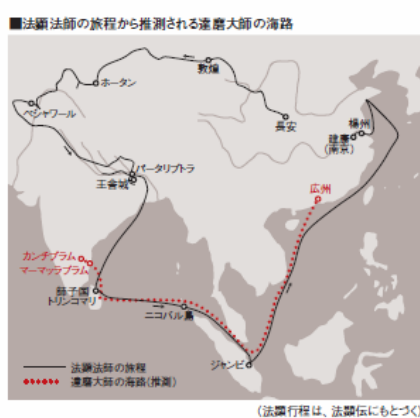 ■法顕法師の旅程から推測される達磨大師の海路
敦煌
ホータン
ペシャワール
長安
揚州
建康
(南京)
パータリプトラ
王舎城
広州
カンチプラム
マーマッラプラム
獅子国
トリンコマリ
ニコバル島
ジャンビ
法顕法師の旅程
達磨大師の海路(推測)
(法顕行程は、法顕伝にもとづく)